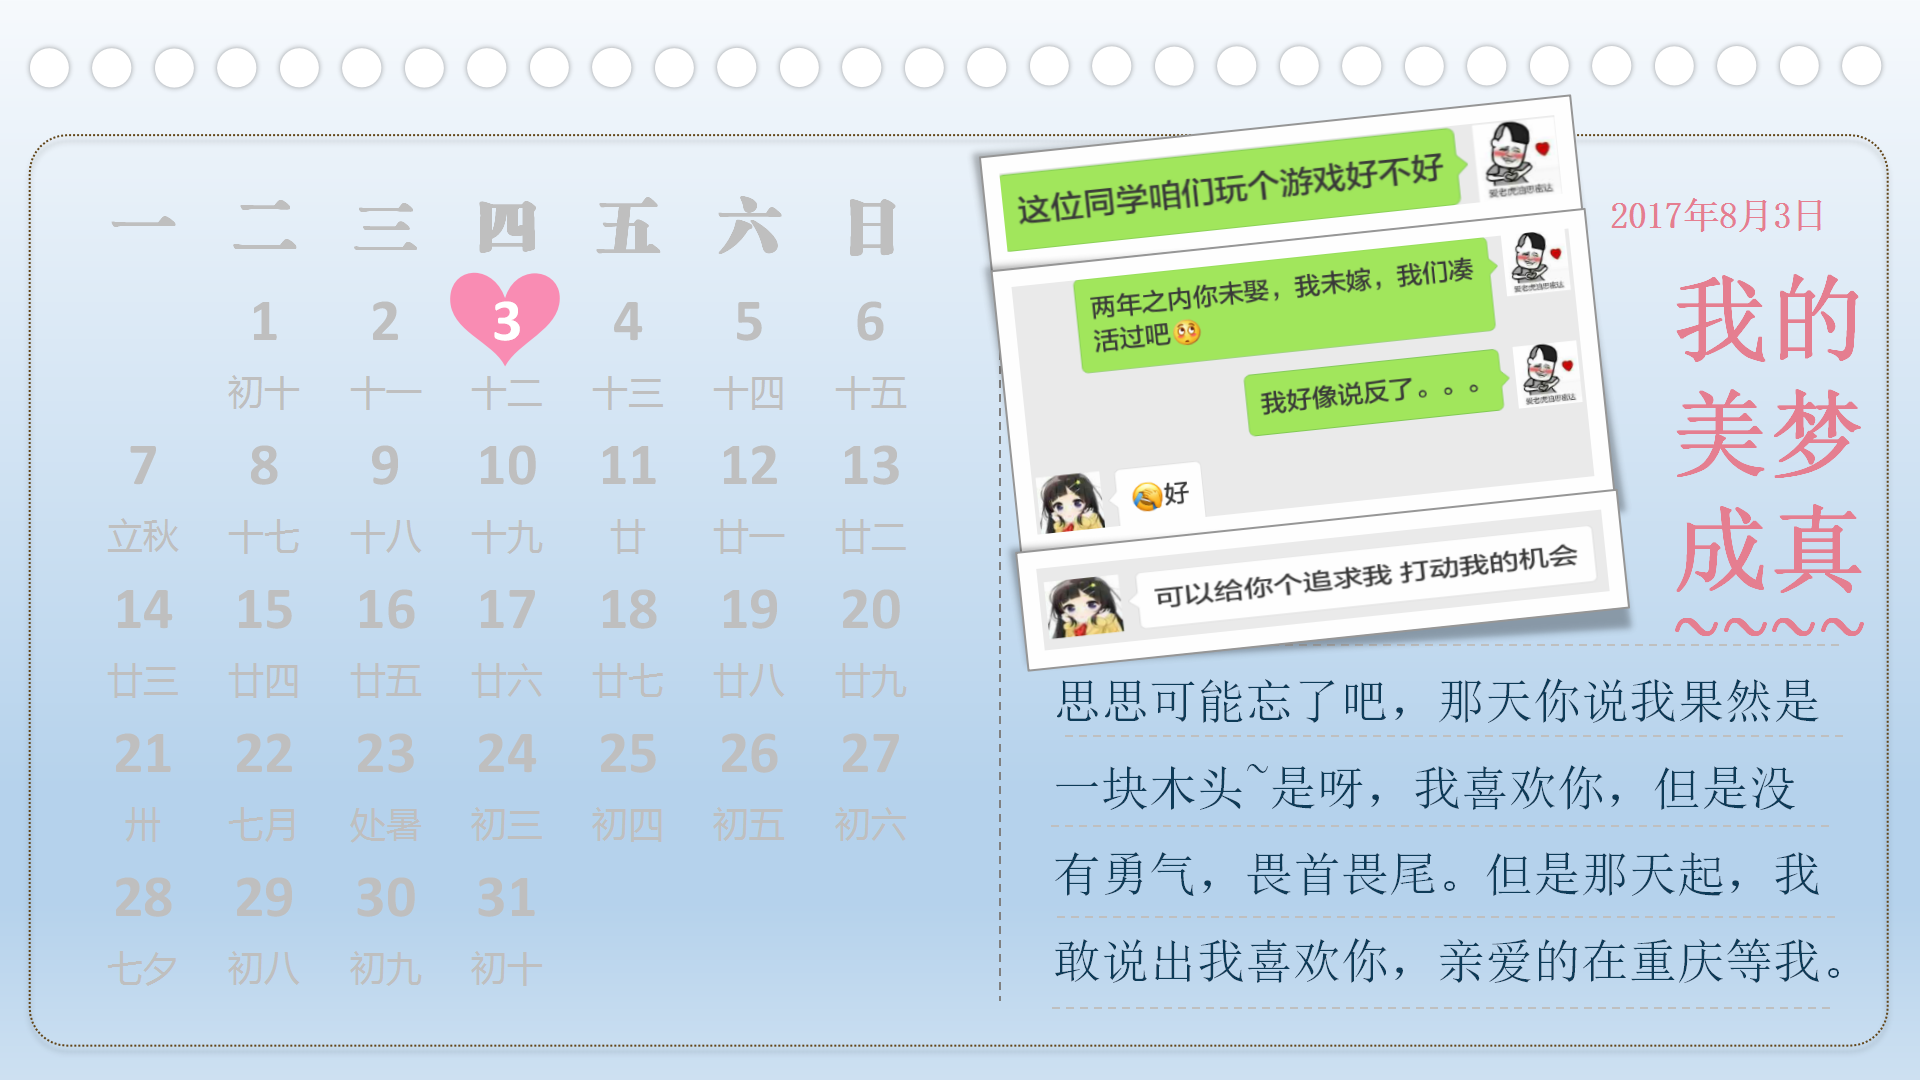 一 二 三 四 五 六 日
1 2 3 4 5 6
初十 十一 十二 十三 十四 十五
7 8 9 10 11 12 13
立秋 十七 十八 十九 廿 廿一 廿二
14 15 16 17 18 19 20
廿三 廿四 廿五 廿六 廿七 廿八 廿九
21 22 23 24 25 26 27
卅 七月 处暑 初三 初四 初五 初六
28 29 30 31
七夕 初八 初九 初十
这位同学咱们玩个游戏好不好
两年之内你未娶，我未嫁，我们凑
活过吧🥺
我好像说反了。。。
😂好
可以给你个追求我 打动我的机会
2017年8月3日
我的
美梦
成真
~~~~
思思可能忘了吧，那天你说我果然是
一块木头~是呀，我喜欢你，但是没
有勇气，畏首畏尾。但是那天起，我
敢说出我喜欢你，亲爱的在重庆等我。